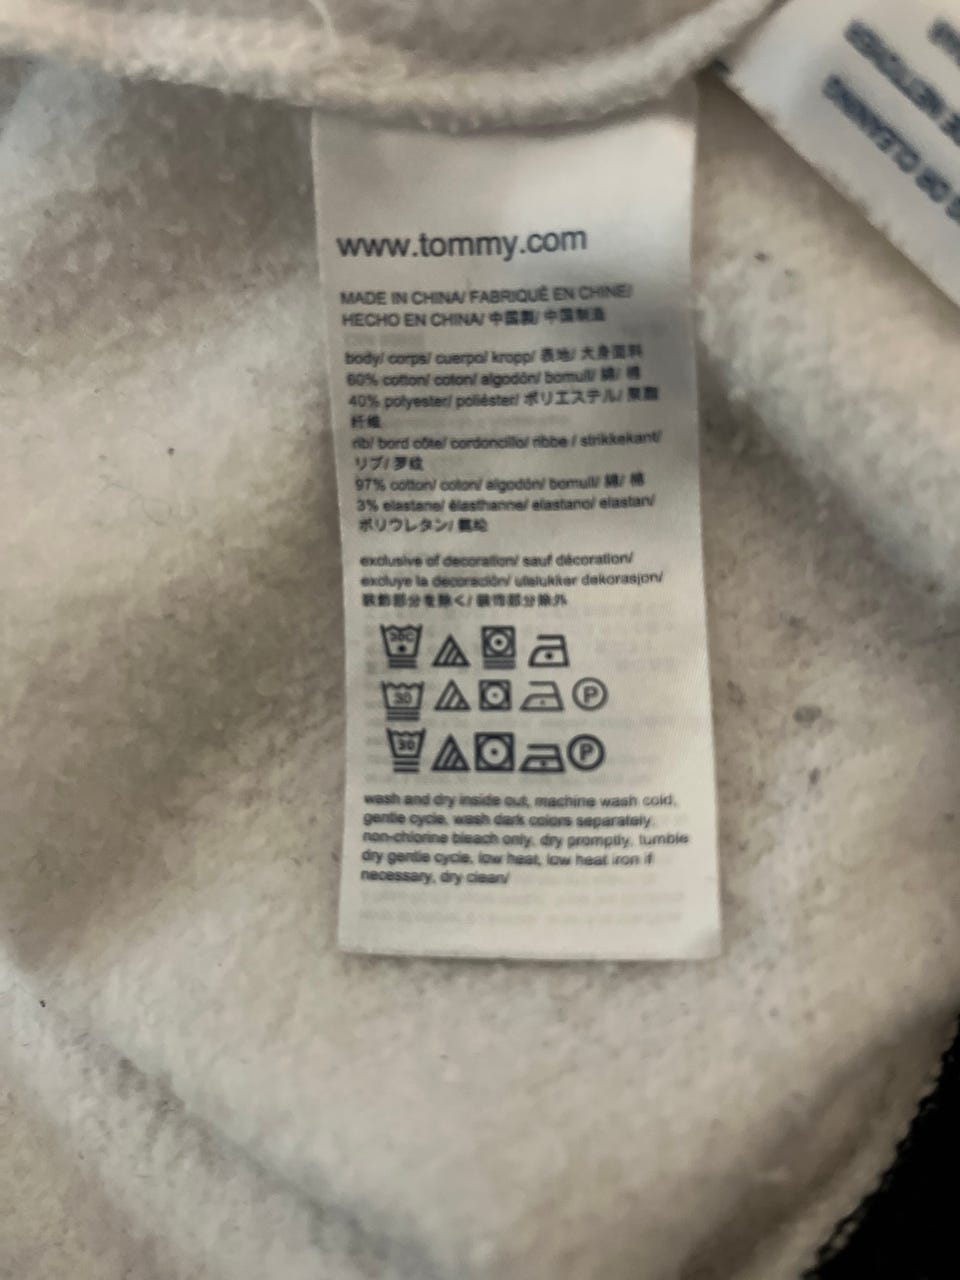 www.tommy.com
MADE IN CHINA/ FABRIQUÉ EN CHINE/
HECHO EN CHINA/ 中国製/ 中国制造
body/ corps/ cuerpo/ kropp/ 表地/ 大身面料
60% cotton/ coton/ algodón/ bomull/ 綿/ 棉
40% polyester/ poliéster/ ポリエステル/ 聚酯
纤维
rib/ bord côte/ cordoncillo/ ribbe / strikkekant/
リブ/ 罗纹
97% cotton/ coton/ algodón/ bomull/ 綿/ 棉
3% elastane/ élasthanne/ elastano/ elastan/
ポリウレタン/ 氨纶
exclusive of decoration/ sauf décoration/
excluye la decoración/ utelukker dekorasjon/
装飾部分を除く/ 装饰部分除外
30C
30 P
30 P
wash and dry inside out, machine wash cold,
gentle cycle, wash dark colors separately,
non-chlorine bleach only, dry promptly, tumble
dry gentle cycle, low heat, low heat iron if
necessary, dry clean/
OR CLEANING